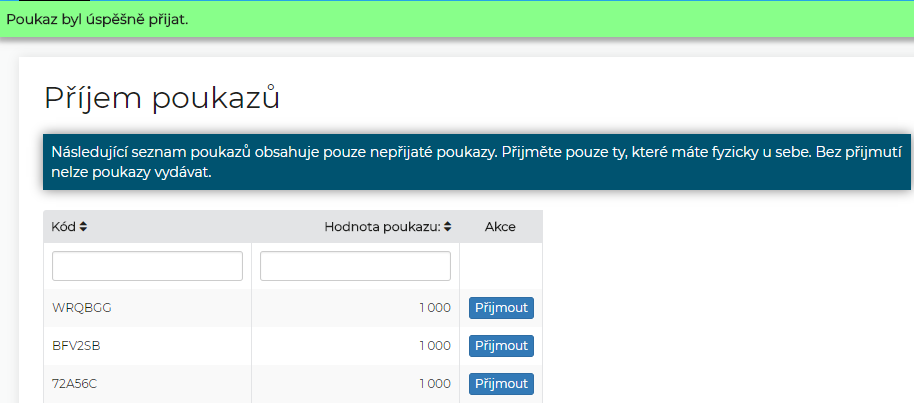 Poukaz byl úspěšně přijat.
Příjem poukazů
Následující seznam poukazů obsahuje pouze nepřijaté poukazy. Přijměte pouze ty, které máte fyzicky u sebe. Bez přijmutí
nelze poukazy vydávat.
Kód Hodnota poukazu: Akce
WRQBGG 1 000 Přijmout
BFV2SB 1 000 Přijmout
72A56C 1 000 Přijmout